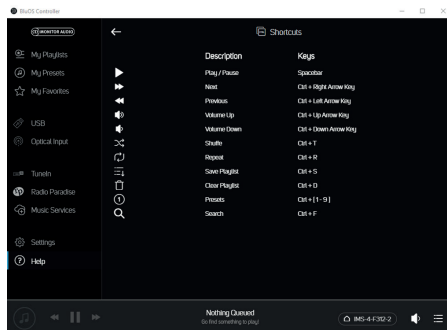 BluOS Controller
MONITOR AUDIO
Shortcuts
My Playlists
My Presets
My Favorites
USB
Optical Input
TuneIn
Radio Paradise
Music Services
Settings
Help
Description Keys
Play / Pause Spacebar
Next Ctrl + Right Arrow Key
Previous Ctrl + Left Arrow Key
Volume Up Ctrl + Up Arrow Key
Volume Down Ctrl + Down Arrow Key
Shuffle Ctrl + T
Repeat Ctrl + R
Save Playlist Ctrl + S
Clear Playlist Ctrl + D
1 Presets Ctrl + [1 - 9]
Search Ctrl + F
Nothing Queued
Go find something to play!
IMS-4-F312-2